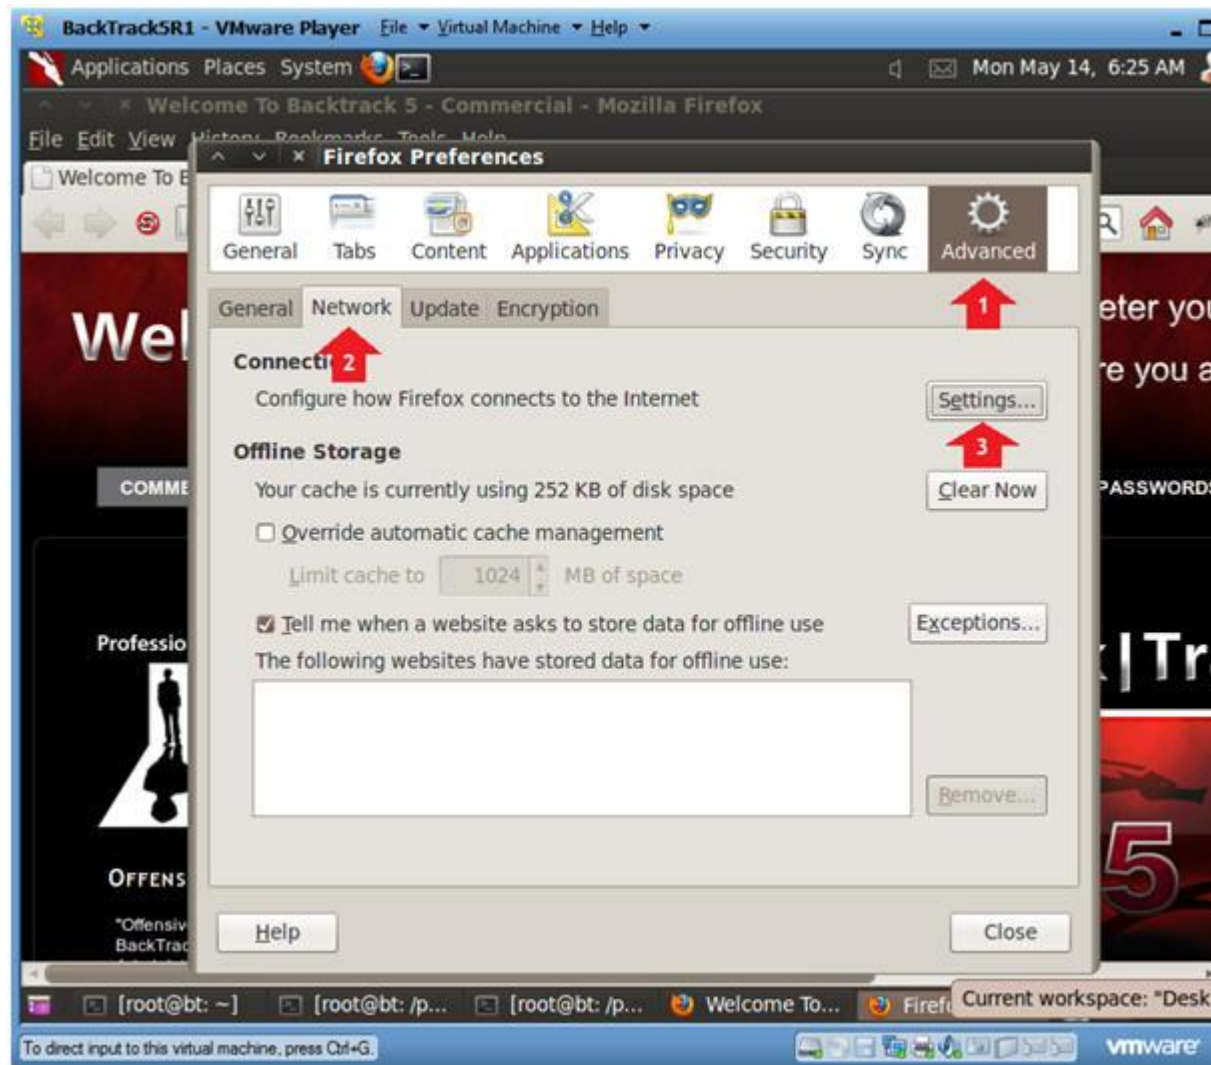 BackTrack5R1 - VMware Player File Virtual Machine Help
Applications Places System Mon May 14, 6:25 AM
Welcome To Backtrack 5 - Commercial - Mozilla Firefox
File Edit View History Bookmarks Tools Help
Firefox Preferences
Welcome To B
General Tabs Content Applications Privacy Security Sync Advanced
1
General Network Update Encryption
2
Wel
eter you
re you a
Connectio
Configure how Firefox connects to the Internet Settings...
3
Offline Storage
Your cache is currently using 252 KB of disk space Clear Now
COMME
PASSWORDS
Override automatic cache management
Limit cache to 1024 MB of space
Tell me when a website asks to store data for offline use Exceptions...
The following websites have stored data for offline use:
Professio
|Tr
Remove...
5
OFFENS
"Offensiv
BackTrac
Help Close
[root@bt: ~] [root@bt: /p... [root@bt: /p... Welcome To... Firef
Current workspace: "Desk
To direct input to this virtual machine, press Ctrl+G.
vmware